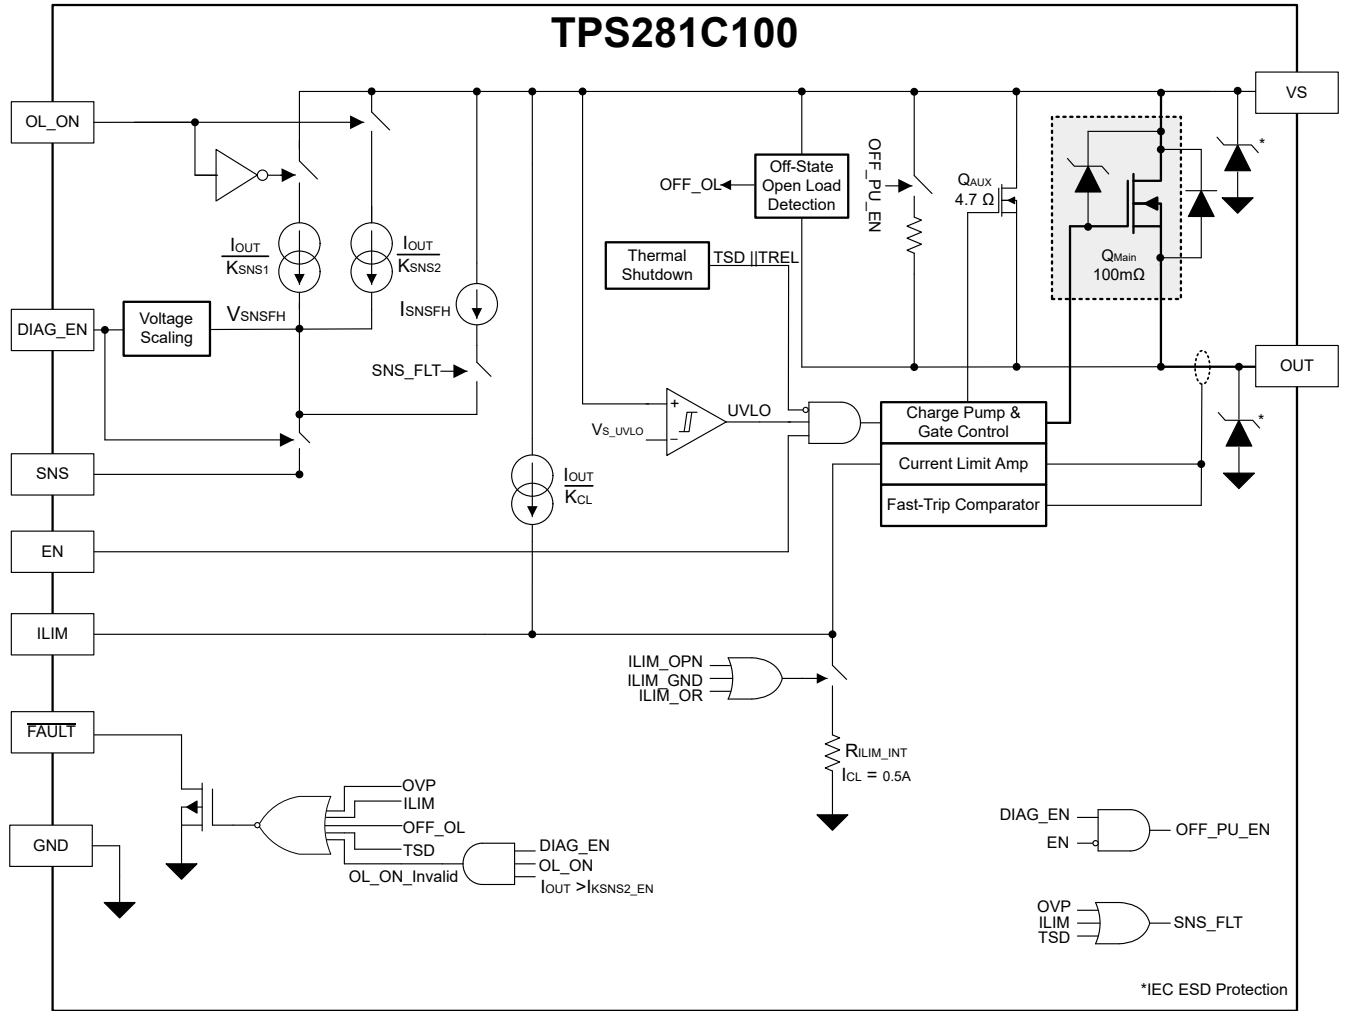 TPS281C100
VS
OL_ON
OFF_PU_EN
Off-State
Open Load
Detection
OFF_OL
QAUX
4.7 Ω
*
IOUT
KSNS1
IOUT
KSNS2
Thermal
Shutdown
TSD ||TREL
QMain
100mΩ
DIAG_EN
Voltage
Scaling
VSNSFH
ISNSFH
SNS_FLT
OUT
UVLO
VS_UVLO
+
−
Charge Pump &
Gate Control
Current Limit Amp
Fast-Trip Comparator
*
SNS
IOUT
KCL
EN
ILIM
ILIM_OPN
ILIM_GND
ILIM_OR
FAULT
RILIM_INT
ICL = 0.5A
OVP
ILIM
OFF_OL
TSD
OL_ON_Invalid
DIAG_EN
OL_ON
IOUT >IKSNS2_EN
GND
DIAG_EN
EN
OFF_PU_EN
OVP
ILIM
TSD
SNS_FLT
*IEC ESD Protection